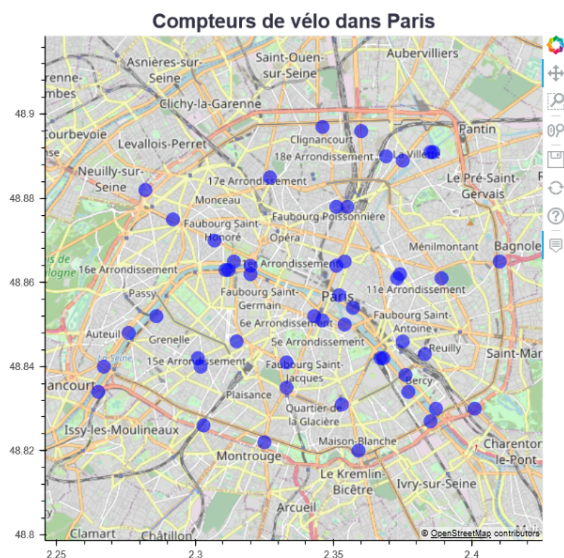 Compteurs de vélo dans Paris
Asnières-sur-
Seine
Saint-Ouen
-sur-Seine
Aubervilliers
Clichy-la-Garenne
Pantin
Clignancourt
Levallois-Perret
18e Arrondissement
Neuilly-sur-
Seine
17e Arrondissement
Le Pré-Saint-
Gervais
Monceau
Faubourg Poissonnière
Faubourg Saint-
Honoré
Opéra
Ménilmontant
Bagnole
16e Arrondissement
Arrondissement
11e Arrondissement
Passy
Faubourg Saint-
Germain
Paris
Faubourg Saint-
Antoine
Auteuil
6e Arrondissement
Grenelle
5e Arrondissement
Reuilly
Saint-Ma
La Seine
15e Arrondissement
Faubourg Saint-
Jacques
Bercy
ancourt
Plaisance
Quartier de
la Glacière
Issy-les-Moulineaux
Maison-Blanche
Charenton
-le-Pont
Montrouge
Le Kremlin-
Bicêtre
Ivry-sur-Seine
Arcueil
Clamart
Châtillon
© OpenStreetMap contributors
48.9
48.88
48.86
48.84
48.82
48.8
2.25
2.3
2.35
2.4